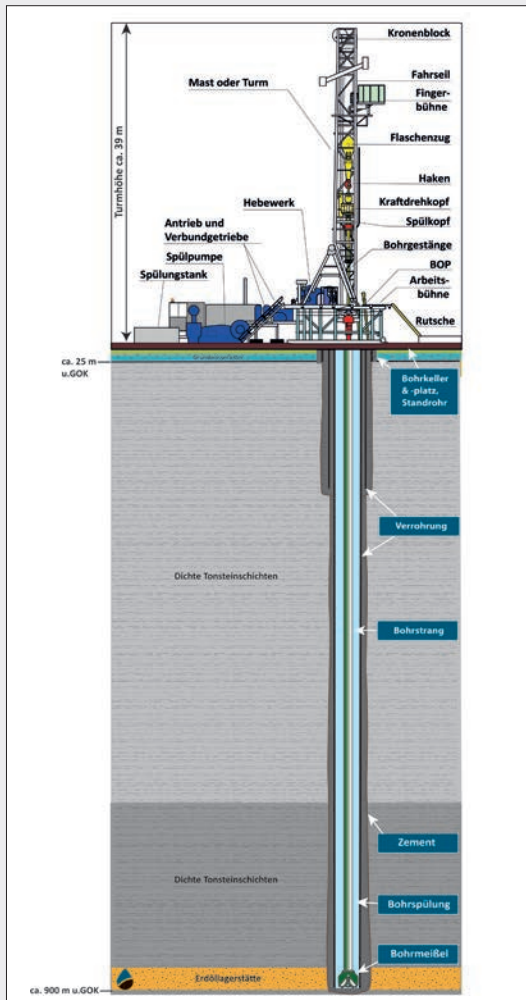 Kronenblock
Fahrseil
Mast oder Turm
Finger-
bühne
Turmhöhe ca. 39 m
Flaschenzug
Haken
Hebewerk
Kraftdrehkopf
Antrieb und
Verbundgetriebe
Spülkopf
Spülpumpe
Bohrgestänge
Spülungstank
BOP
Arbeits-
bühne
Rutsche
ca. 25 m
u.GOK
Bohrkeller
& -platz,
Standrohr
Verrohrung
Dichte Tonsteinschichten
Bohrstrang
Zement
Dichte Tonsteinschichten
Bohrspülung
Bohrmeißel
Erdöllagerstätte
ca. 900 m u.GOK